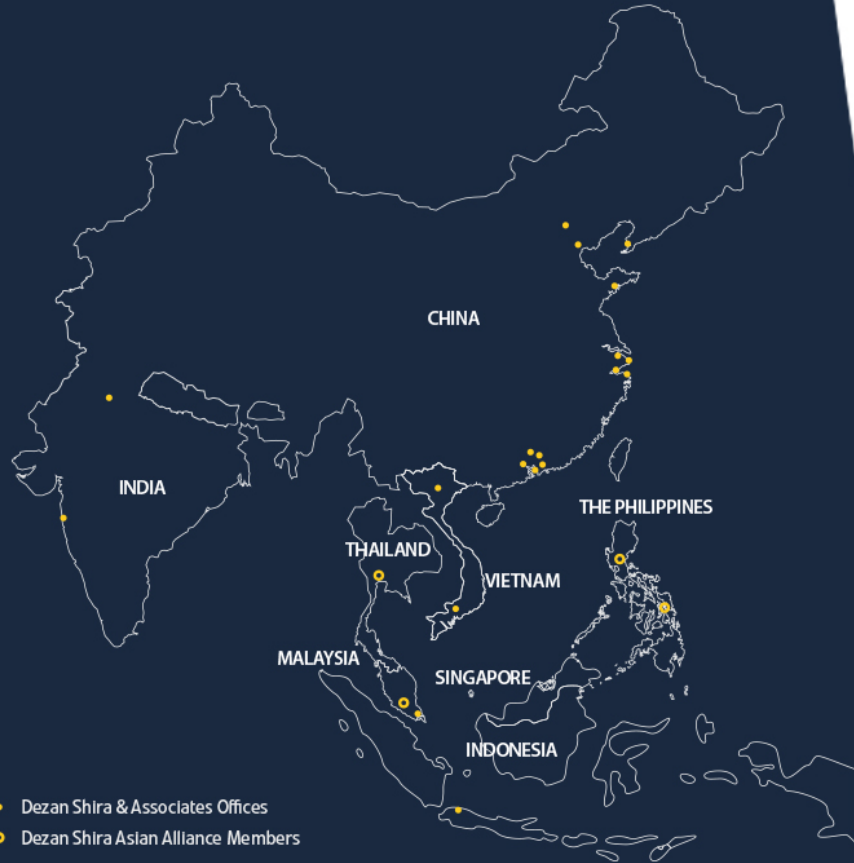 CHINA
INDIA
THE PHILIPPINES
THAILAND
VIETNAM
MALAYSIA
SINGAPORE
INDONESIA
Dezan Shira & Associates Offices
Dezan Shira Asian Alliance Members